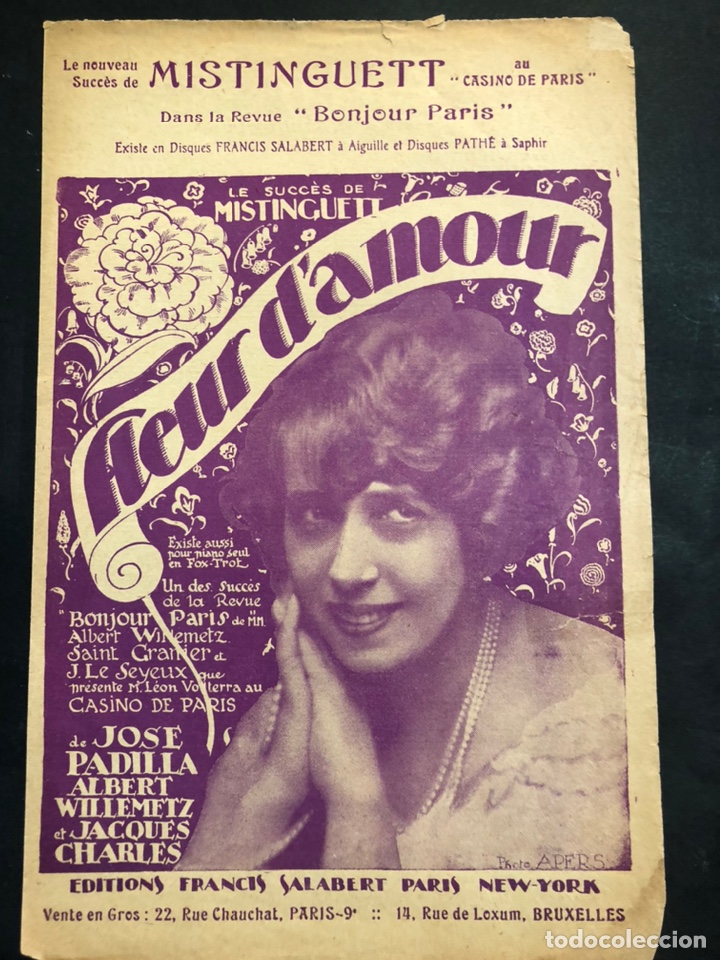 Le nouveau Succès de MISTINGUETT au "CASINO DE PARIS"
Dans la Revue "Bonjour Paris"
Existe en Disques FRANCIS SALABERT à Aiguille et Disques PATHÉ à Saphir
LE SUCCÈS DE
MISTINGUETT
fleur d'amour
Existe aussi
pour piano seul
en Fox-Trot
Un des Succès
de la Revue
"Bonjour Paris de MM.
Albert Willemetz
Saint Granier et
J. Le Seyeux que
présente M. Léon Volterra au
CASINO DE PARIS
de JOSE
PADILLA
ALBERT
WILLEMETZ
et JACQUES
CHARLES
Photo APERS
EDITIONS FRANCIS SALABERT PARIS NEW-YORK
Vente en Gros : 22, Rue Chauchat, PARIS-9e :: 14, Rue de Loxum, BRUXELLES
todocoleccion